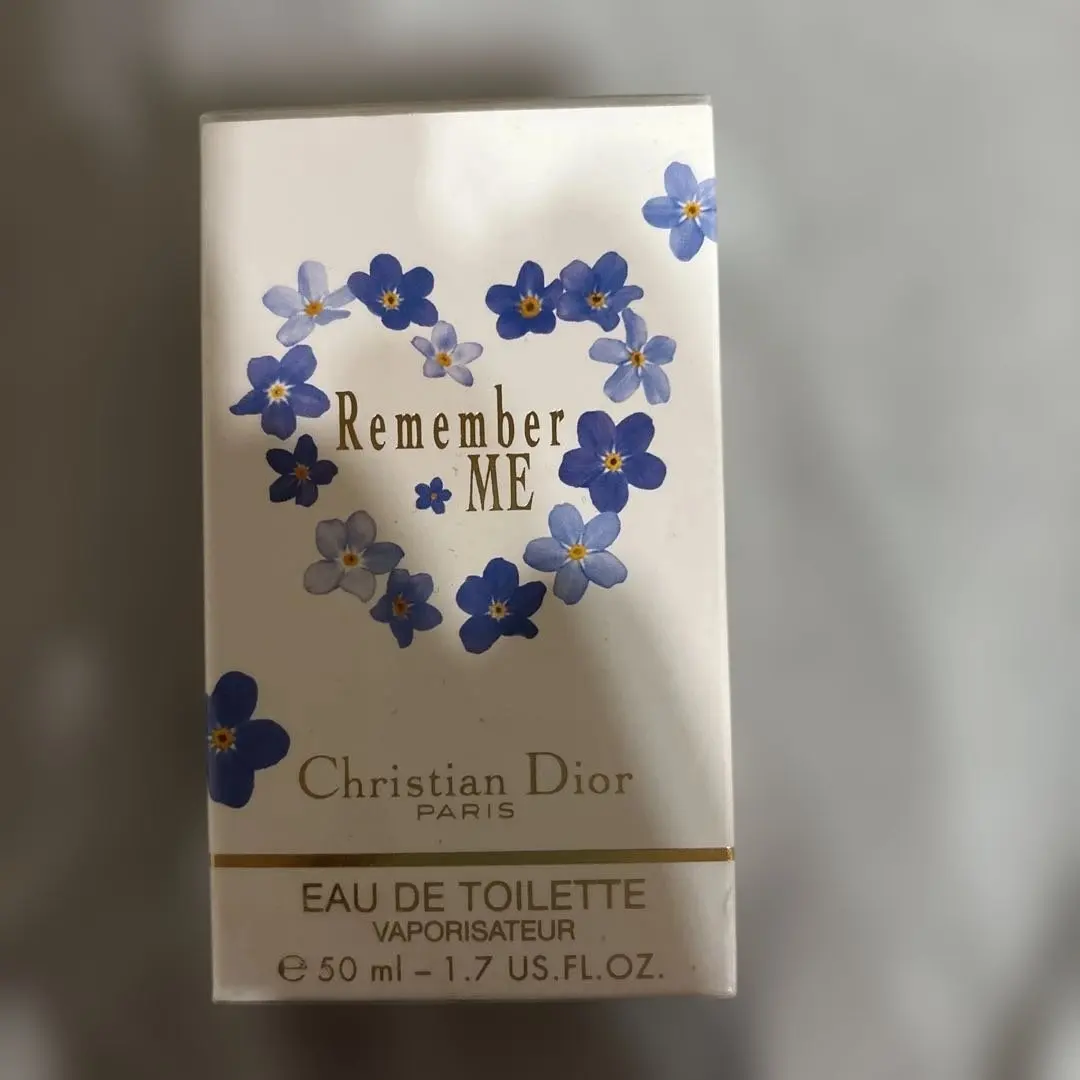 Remember
ME
Christian Dior
PARIS
EAU DE TOILETTE
VAPORISATEUR
℮ 50 ml – 1.7 US.FL.OZ.